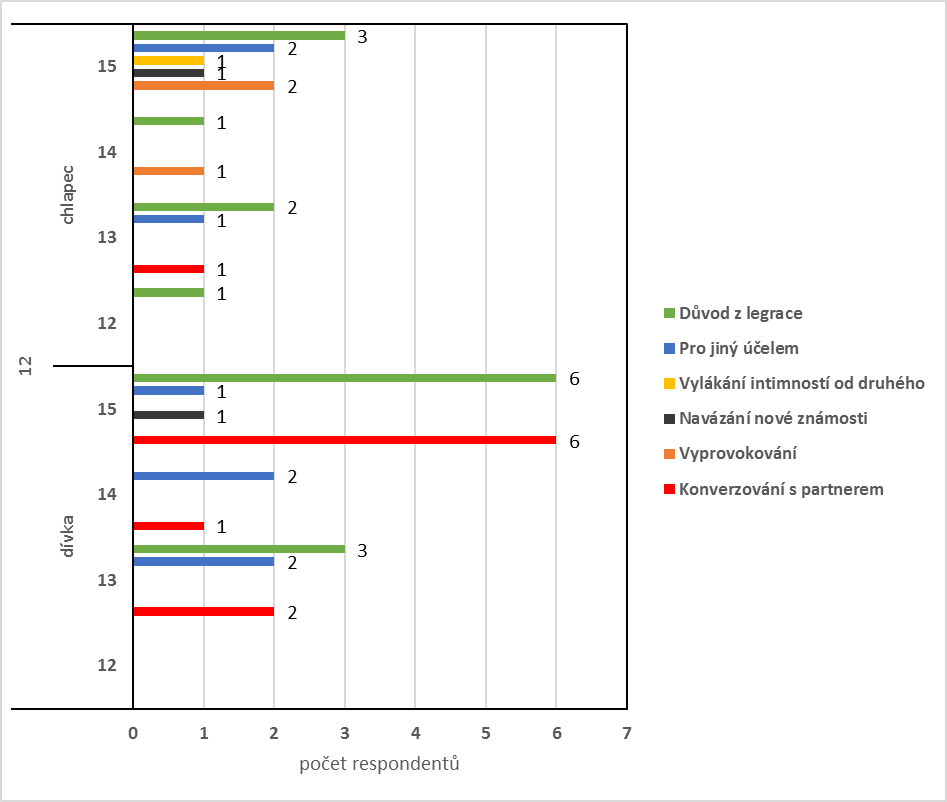 12
chlapec
15
3
2
1
1
2
14
1
1
13
2
1
1
12
1
dívka
15
6
1
1
6
14
2
1
13
3
2
2
12
0 1 2 3 4 5 6 7
počet respondentů
Důvod z legrace
Pro jiný účelem
Vylákání intimností od druhého
Navázání nové známosti
Vyprovokování
Konverzování s partnerem